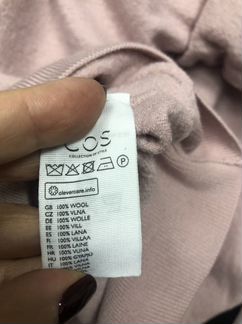 COS
COLLECTION OF STYLE
P
clevercare.info
GB 100% WOOL
CZ 100% VLNA
DE 100% WOLLE
EE 100% VILL
ES 100% LANA
FI 100% VILLAA
FR 100% LAINE
HR 100% VUNA
HU 100% GYAPJÚ
IT 100% LANA